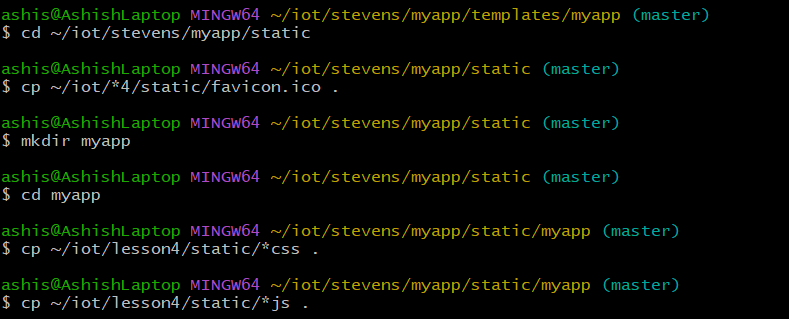 ashis@AshishLaptop MINGW64 ~/iot/stevens/myapp/templates/myapp (master)
$ cd ~/iot/stevens/myapp/static
ashis@AshishLaptop MINGW64 ~/iot/stevens/myapp/static (master)
$ cp ~/iot/*4/static/favicon.ico .
ashis@AshishLaptop MINGW64 ~/iot/stevens/myapp/static (master)
$ mkdir myapp
ashis@AshishLaptop MINGW64 ~/iot/stevens/myapp/static (master)
$ cd myapp
ashis@AshishLaptop MINGW64 ~/iot/stevens/myapp/static/myapp (master)
$ cp ~/iot/lesson4/static/*css .
ashis@AshishLaptop MINGW64 ~/iot/stevens/myapp/static/myapp (master)
$ cp ~/iot/lesson4/static/*js .